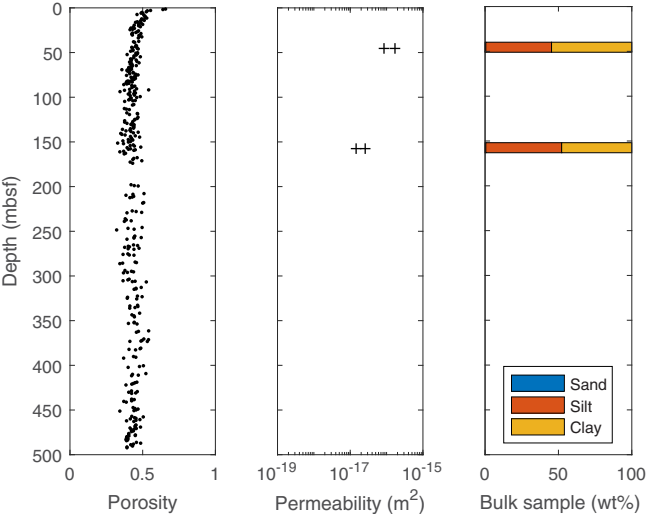 0
50
100
150
200
250
300
350
400
450
500
Depth (mbsf)
0 0.5 1
Porosity
10-19 10-17 10-15
Permeability (m2)
Sand
Silt
Clay
0 50 100
Bulk sample (wt%)